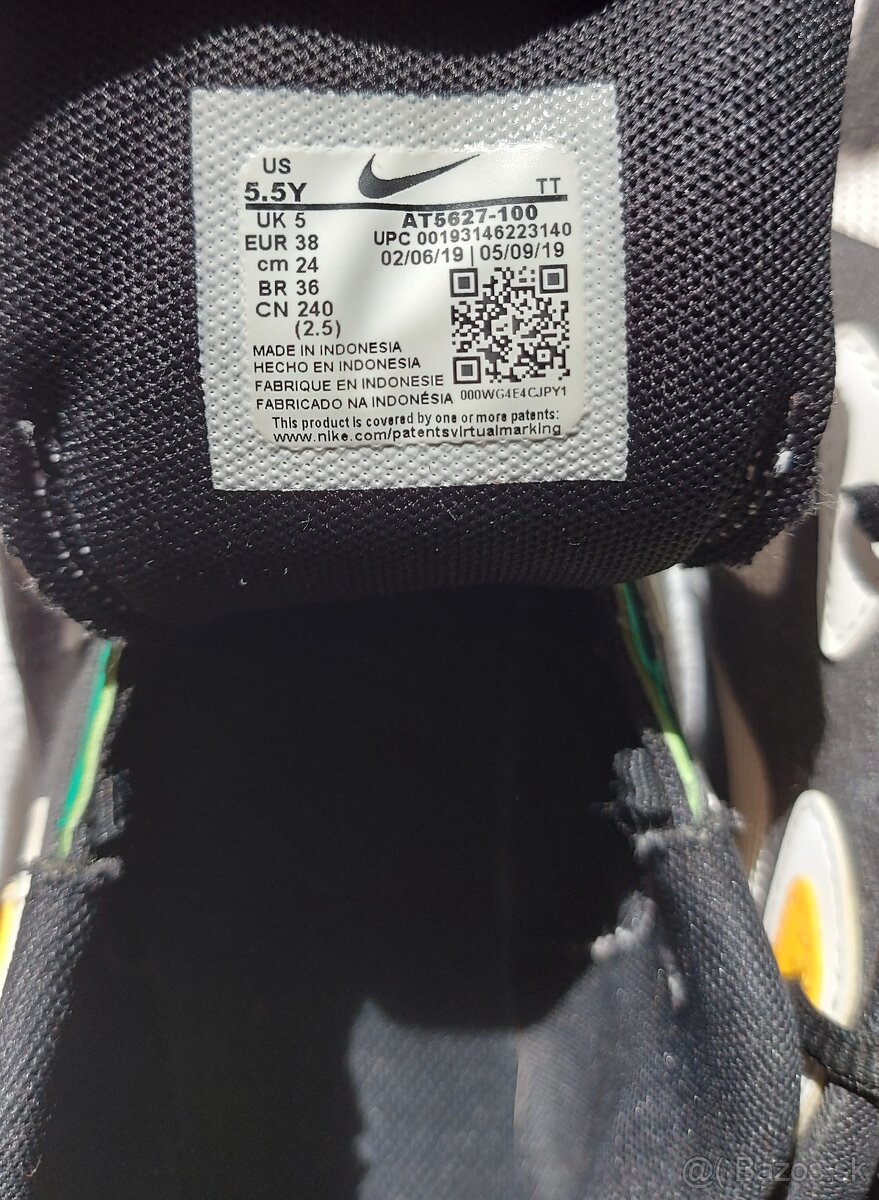 US
5.5Y TT
UK 5 AT5627-100
EUR 38 UPC 00193146223140
cm 24 02/06/19 | 05/09/19
BR 36
CN 240
(2.5)
MADE IN INDONESIA
HECHO EN INDONESIA
FABRIQUE EN INDONESIE
FABRICADO NA INDONÉSIA 000WG4E4CJPY1
This product is covered by one or more patents:
www.nike.com/patentsvirtualmarking
Bazos.sk